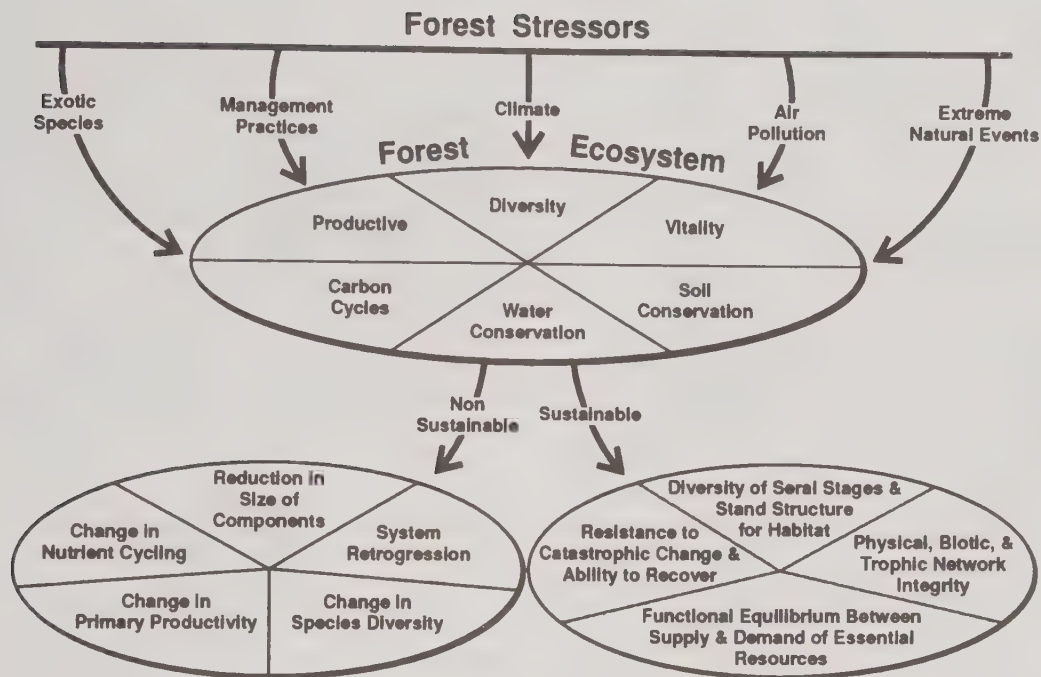 Forest Stressors
Exotic
Species
Management
Practices
Climate
Air
Pollution
Extreme
Natural Events
Forest Ecosystem
Productive
Diversity
Vitality
Carbon
Cycles
Water
Conservation
Soil
Conservation
Non
Sustainable
Sustainable
Reduction in
Size of
Components
Change in
Nutrient Cycling
System
Retrogression
Change in
Primary Productivity
Change in
Species Diversity
Diversity of Seral Stages &
Stand Structure
for Habitat
Resistance to
Catastrophic Change &
Ability to Recover
Physical, Biotic, &
Trophic Network
Integrity
Functional Equilibrium Between
Supply & Demand of Essential
Resources